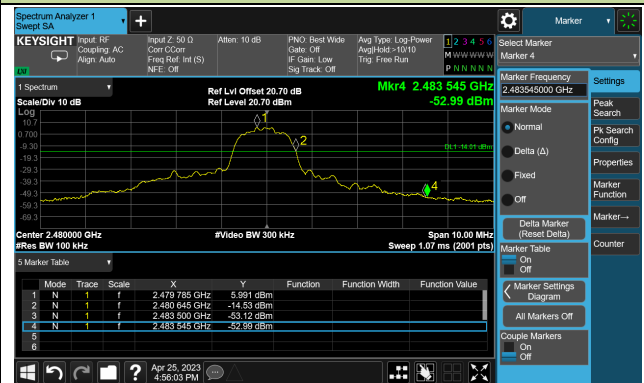 Spectrum Analyzer 1
Swept SA
Marker
KEYSIGHT
Input: RF
Coupling: AC
Align: Auto
Input Z: 50 Ω
Corr CCorr
Freq Ref: Int (S)
NFE: Off
Atten: 10 dB
PNO: Best Wide
Gate: Off
IF Gain: Low
Sig Track: Off
Avg Type: Log-Power
Avg|Hold:>10/10
Trig: Free Run
1 2 3 4 5 6
M W W W W W
P N N N N N
LXI
Select Marker
Marker 4
1 Spectrum
Scale/Div 10 dB
Ref Lvl Offset 20.70 dB
Ref Level 20.70 dBm
Mkr4 2.483 545 GHz
-52.99 dBm
Log
10.7
0.700
-9.30
-19.3
-29.3
-39.3
-49.3
-59.3
-69.3
1
2
4
DL1 -14.01 dBm
Center 2.480000 GHz
#Res BW 100 kHz
#Video BW 300 kHz
Span 10.00 MHz
Sweep 1.07 ms (2001 pts)
5 Marker Table
Mode Trace Scale X Y Function Function Width Function Value
1 N 1 f 2.479 785 GHz 5.991 dBm
2 N 1 f 2.480 645 GHz -14.53 dBm
3 N 1 f 2.483 500 GHz -53.12 dBm
4 N 1 f 2.483 545 GHz -52.99 dBm
5
6
Marker Frequency
2.483545000 GHz
Marker Mode
Normal
Delta (Δ)
Fixed
Off
Delta Marker
(Reset Delta)
Marker Table
On
Off
Marker Settings
Diagram
All Markers Off
Couple Markers
On
Off
Settings
Peak
Search
Pk Search
Config
Properties
Marker
Function
Marker→
Counter
?
Apr 25, 2023
4:56:03 PM